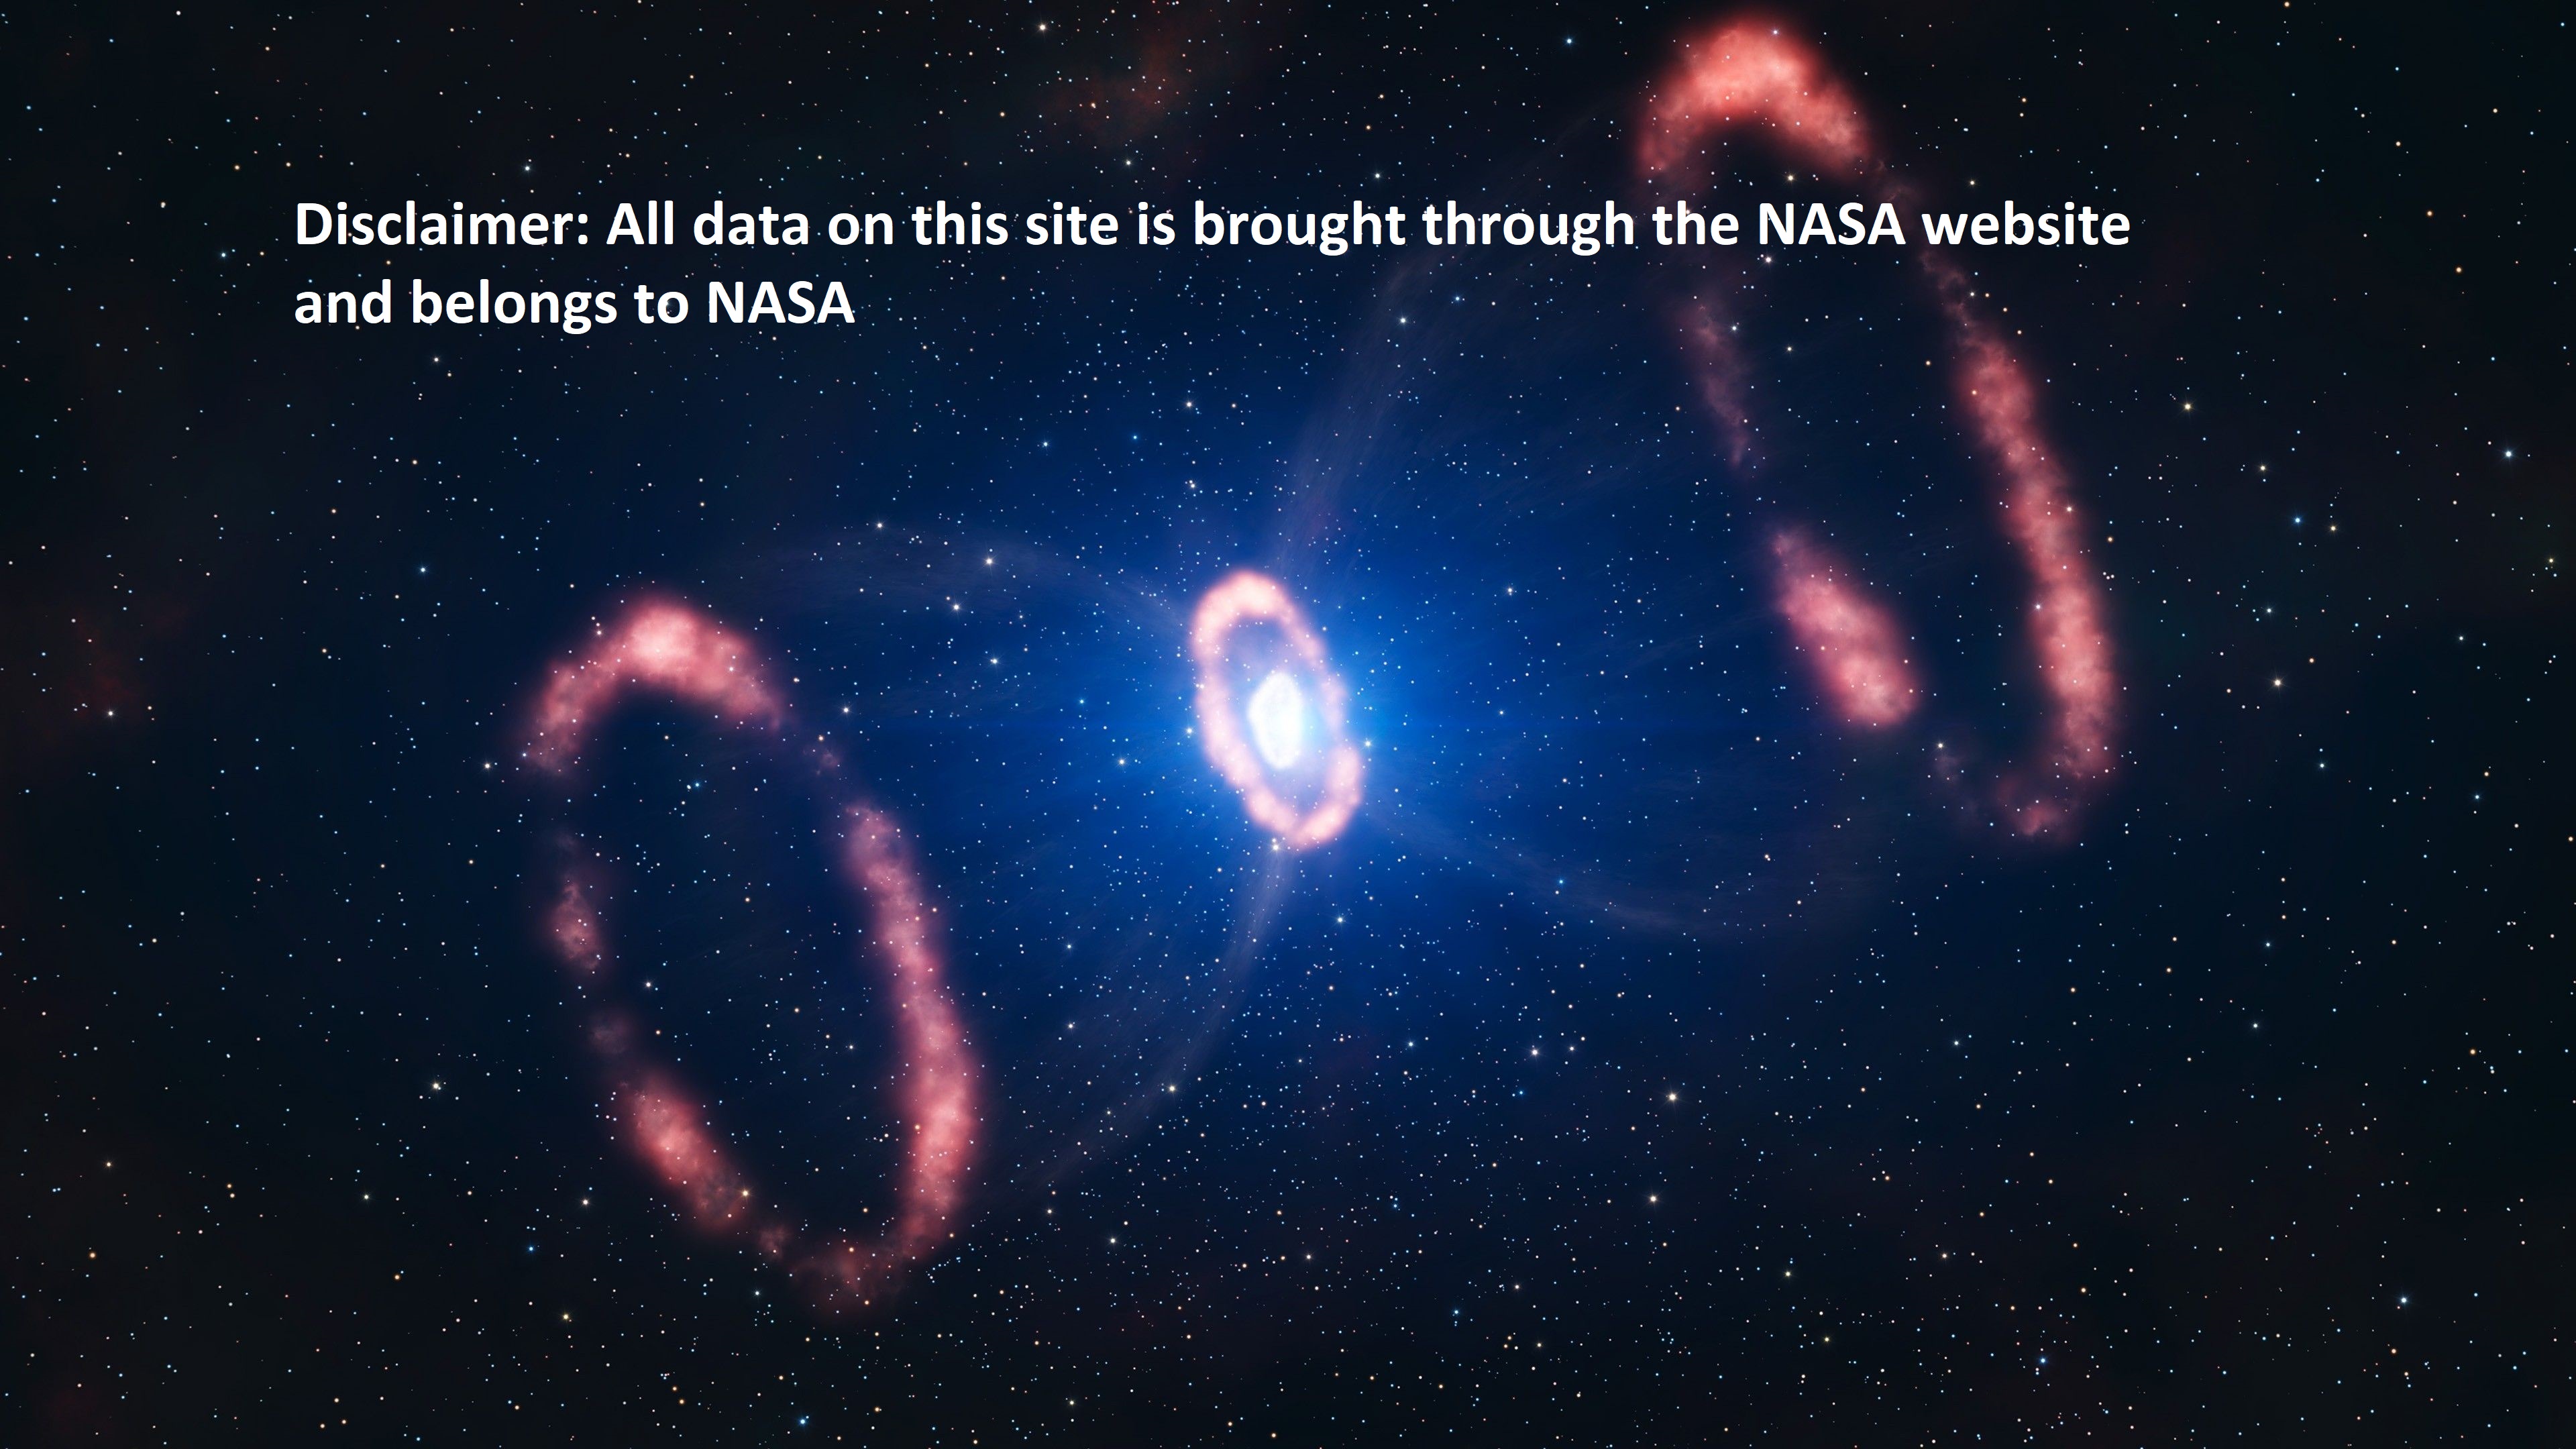 Disclaimer: All data on this site is brought through the NASA website
and belongs to NASA